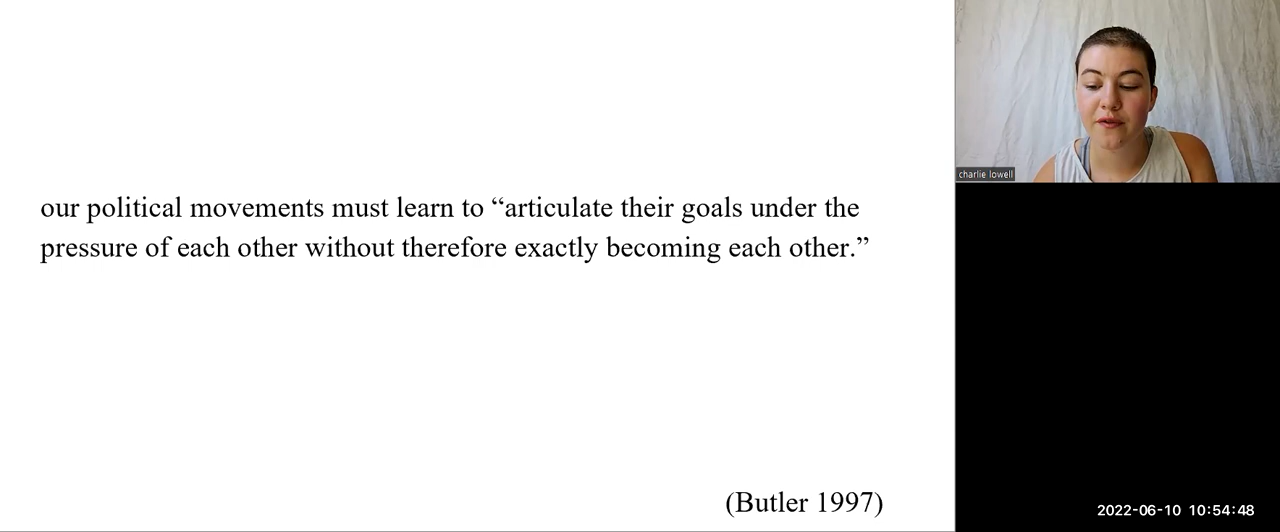 our political movements must learn to “articulate their goals under the
pressure of each other without therefore exactly becoming each other.”
(Butler 1997)
charlie lowell
2022-06-10 10:54:48